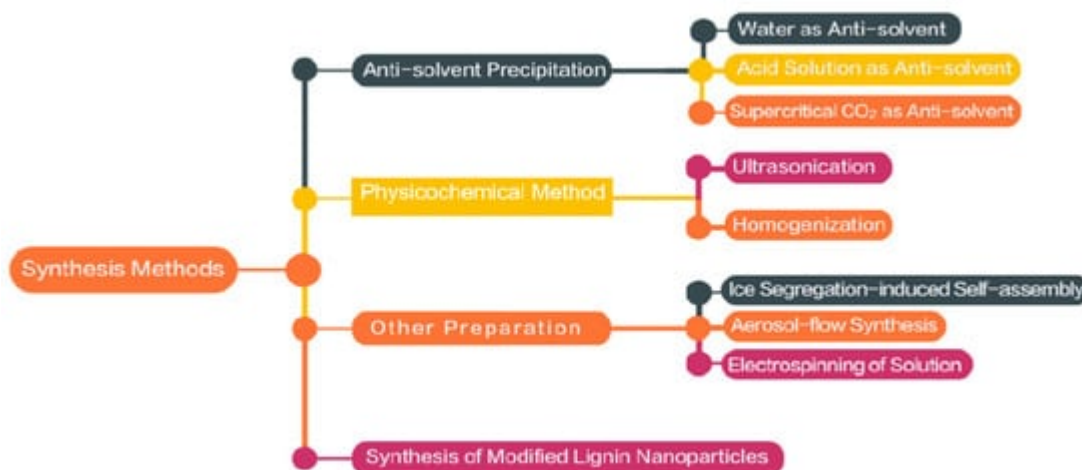 Synthesis Methods
Anti-solvent Precipitation
Water as Anti-solvent
Acid Solution as Anti-solvent
Supercritical CO₂ as Anti-solvent
Physicochemical Method
Ultrasonication
Homogenization
Other Preparation
Ice Segregation-induced Self-assembly
Aerosol-flow Synthesis
Electrospinning of Solution
Synthesis of Modified Lignin Nanoparticles